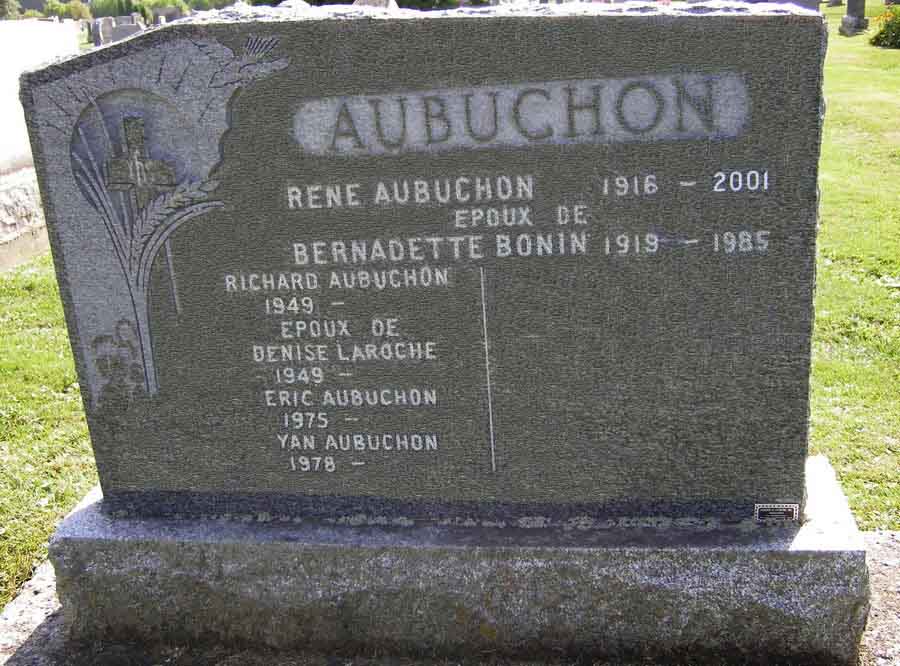 AUBUCHON
RENE AUBUCHON 1916 - 2001
EPOUX DE
BERNADETTE BONIN 1919 - 1985
RICHARD AUBUCHON
1949 -
EPOUX DE
DENISE LAROCHE
1949 -
ERIC AUBUCHON
1975 -
YAN AUBUCHON
1978 -